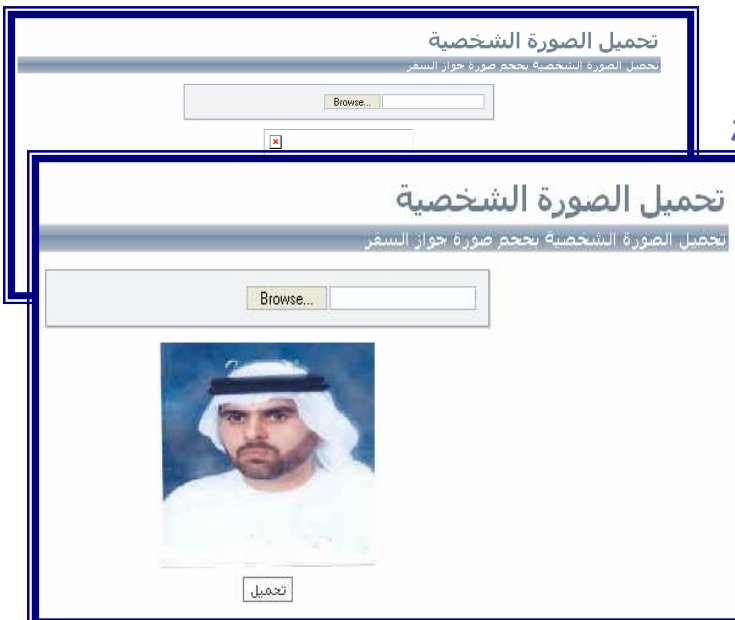 تحميل الصورة الشخصية
تحميل الصورة الشخصية بحجم صورة جواز السفر
Browse...
تحميل الصورة الشخصية
تحميل الصورة الشخصية بحجم صورة جواز السفر
Browse...
تحميل